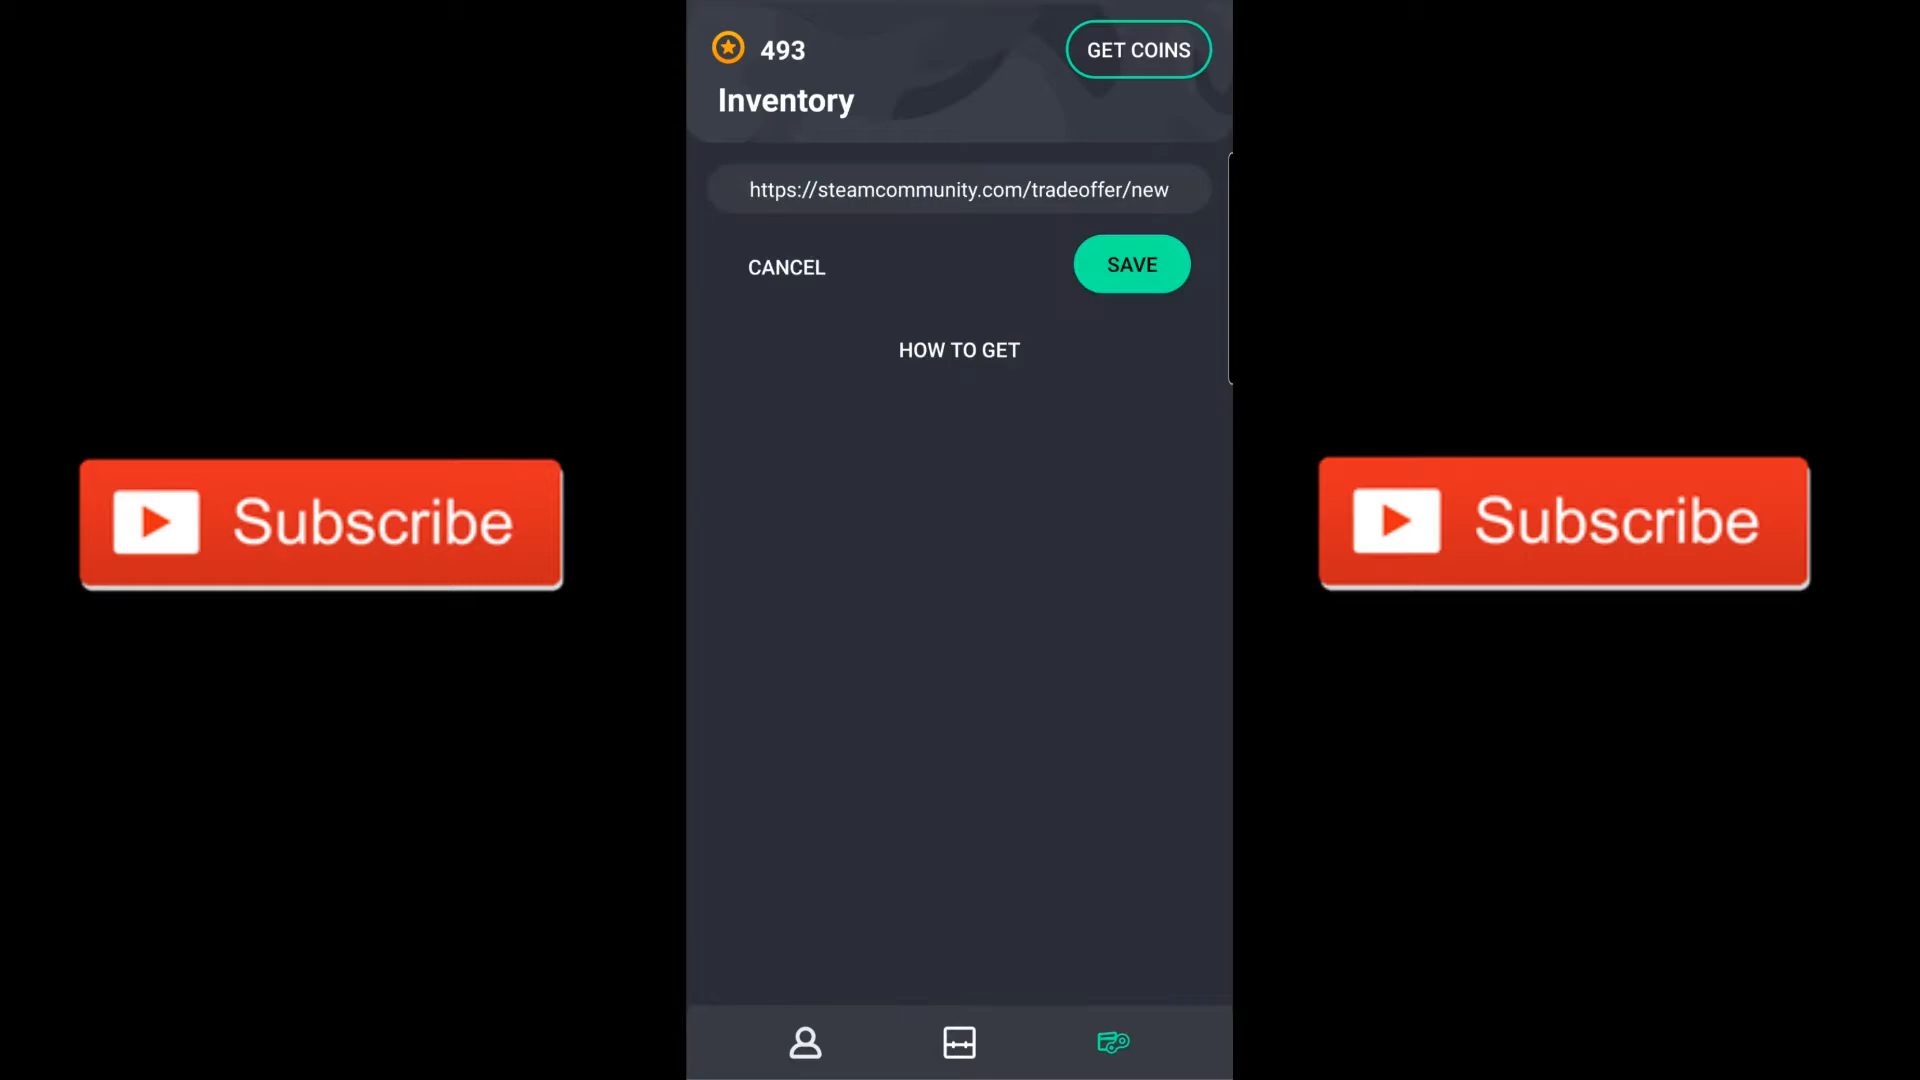 493
GET COINS
Inventory
https://steamcommunity.com/tradeoffer/new
CANCEL
SAVE
HOW TO GET
Subscribe
Subscribe